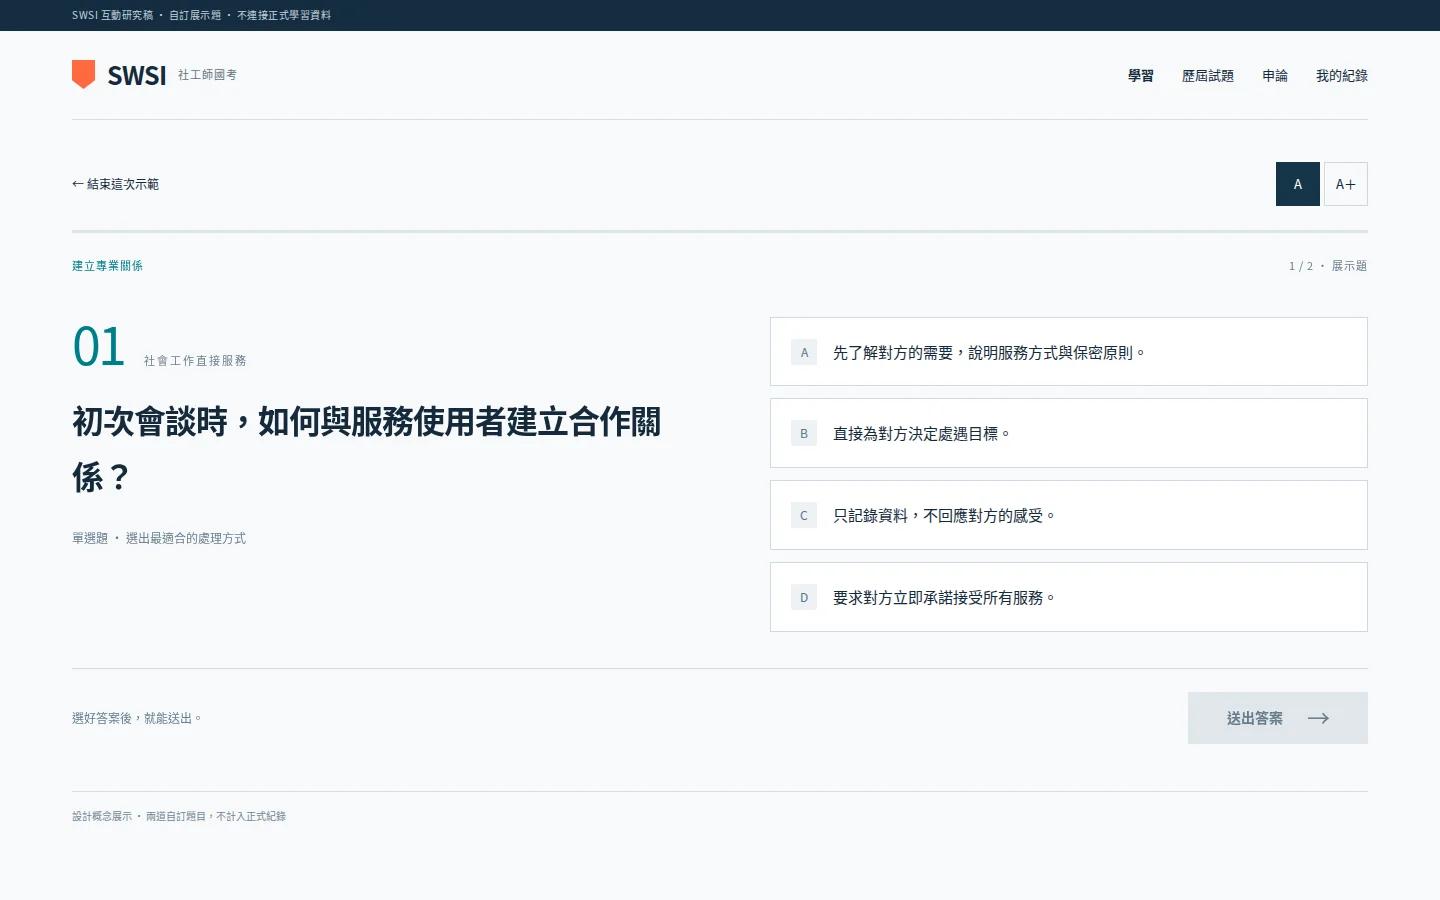 SWSI 互動研究稿 · 自訂展示題 · 不連接正式學習資料
SWSI 社工師國考
學習 歷屆試題 申論 我的紀錄
← 結束這次示範
A A+
建立專業關係
1 / 2 · 展示題
01 社會工作直接服務
初次會談時，如何與服務使用者建立合作關
係？
單選題 · 選出最適合的處理方式
A 先了解對方的需要，說明服務方式與保密原則。
B 直接為對方決定處遇目標。
C 只記錄資料，不回應對方的感受。
D 要求對方立即承諾接受所有服務。
選好答案後，就能送出。
送出答案 →
設計概念展示 · 兩道自訂題目，不計入正式紀錄